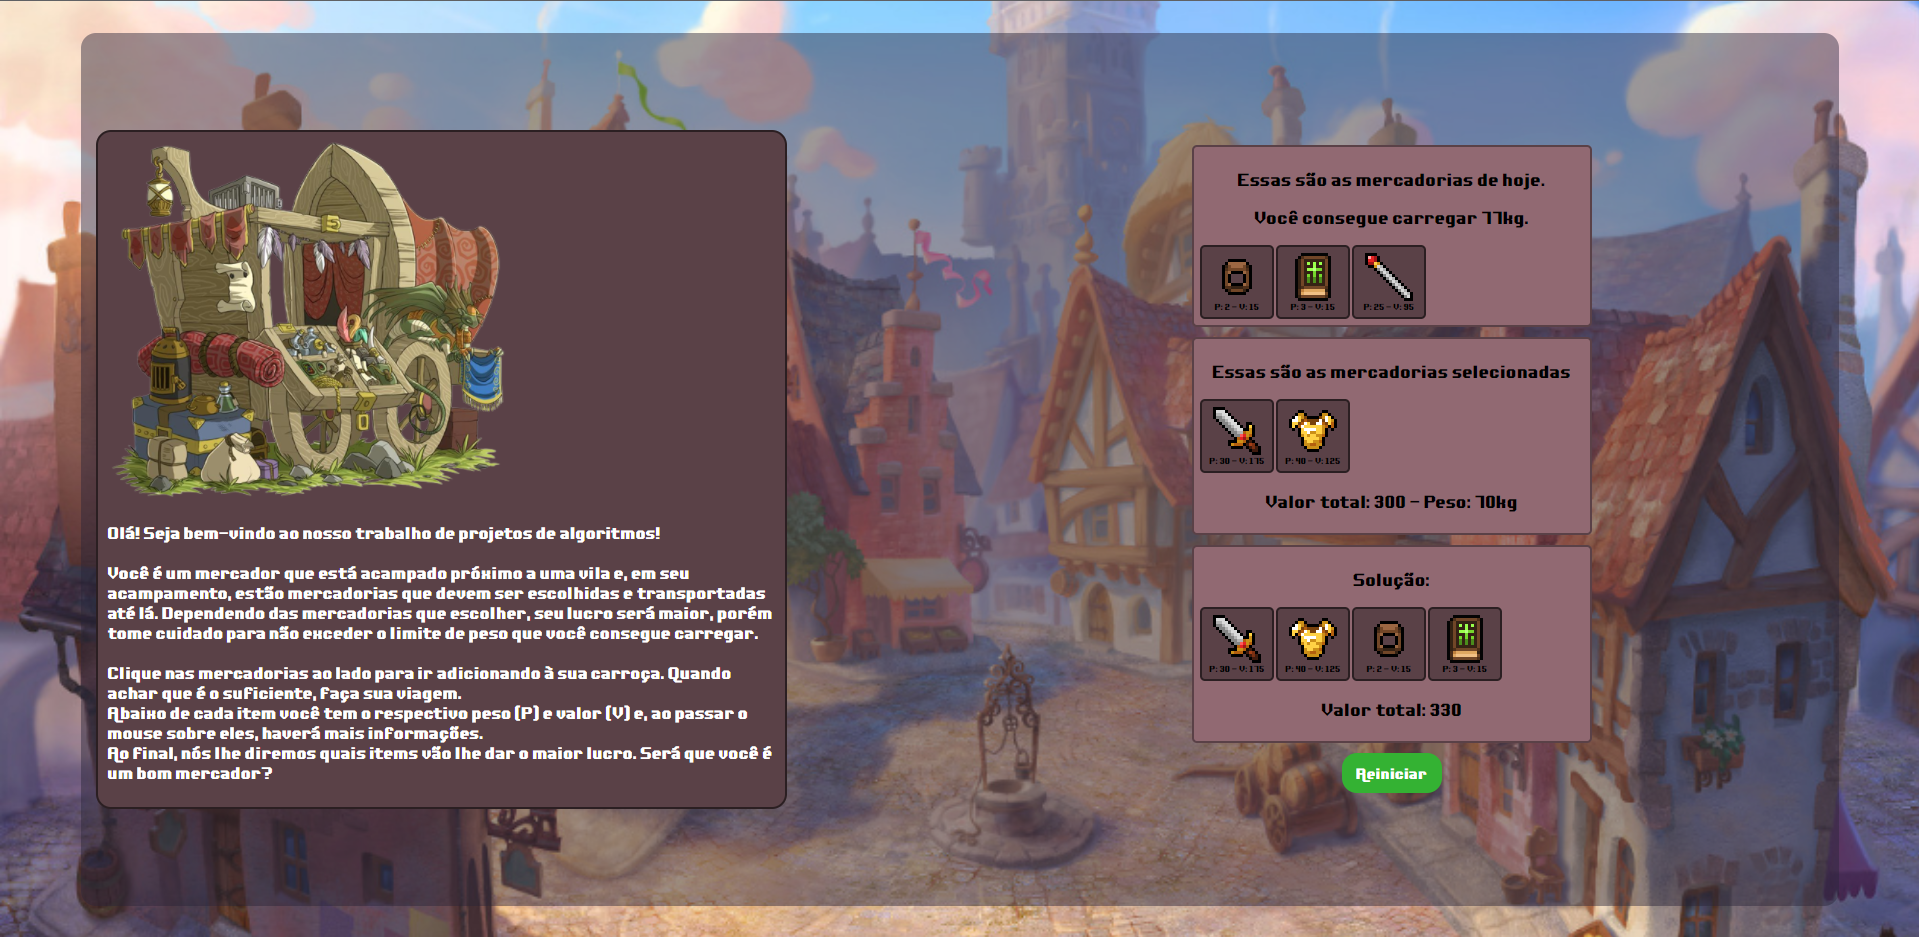 Olá! Seja bem-vindo ao nosso trabalho de projetos de algoritmos!
Você é um mercador que está acampado próximo a uma vila e, em seu
acampamento, estão mercadorias que devem ser escolhidas e transportadas
até lá. Dependendo das mercadorias que escolher, seu lucro será maior, porém
tome cuidado para não exceder o limite de peso que você consegue carregar.
Clique nas mercadorias ao lado para ir adicionando à sua carroça. Quando
achar que é o suficiente, faça sua viagem.
Abaixo de cada item você tem o respectivo peso (P) e valor (V) e, ao passar o
mouse sobre eles, haverá mais informações.
Ao final, nós lhe diremos quais items vão lhe dar o maior lucro. Será que você é
um bom mercador?
Essas são as mercadorias de hoje.
Você consegue carregar 77kg.
P: 2 - V: 15 P: 3 - V: 15 P: 25 - V: 95
Essas são as mercadorias selecionadas
P: 30 - V: 175 P: 40 - V: 125
Valor total: 300 - Peso: 70kg
Solução:
P: 30 - V: 175 P: 40 - V: 125 P: 2 - V: 15 P: 3 - V: 15
Valor total: 330
Reiniciar